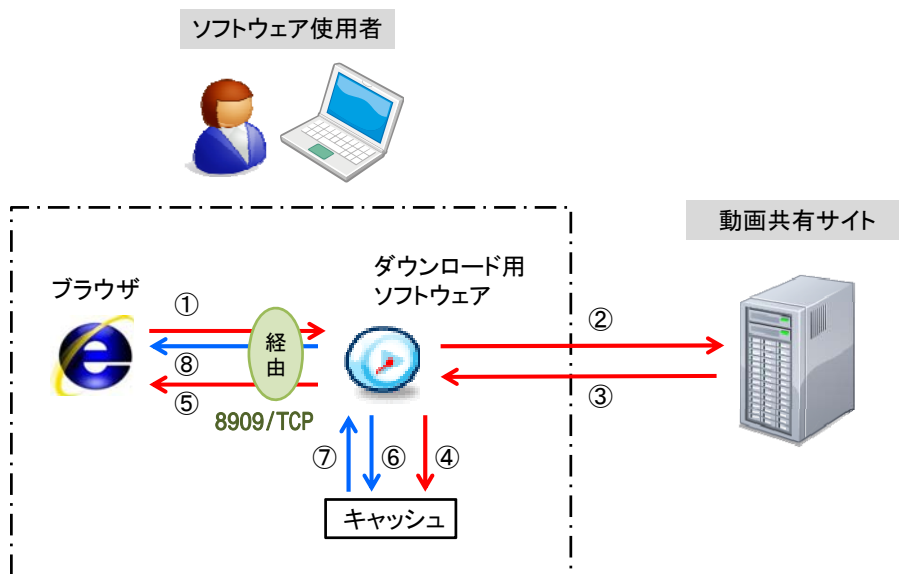 ソフトウェア使用者
動画共有サイト
ダウンロード用
ソフトウェア
ブラウザ
①
②
経
由
⑧
③
⑤
8909/TCP
⑦
⑥
④
キャッシュ